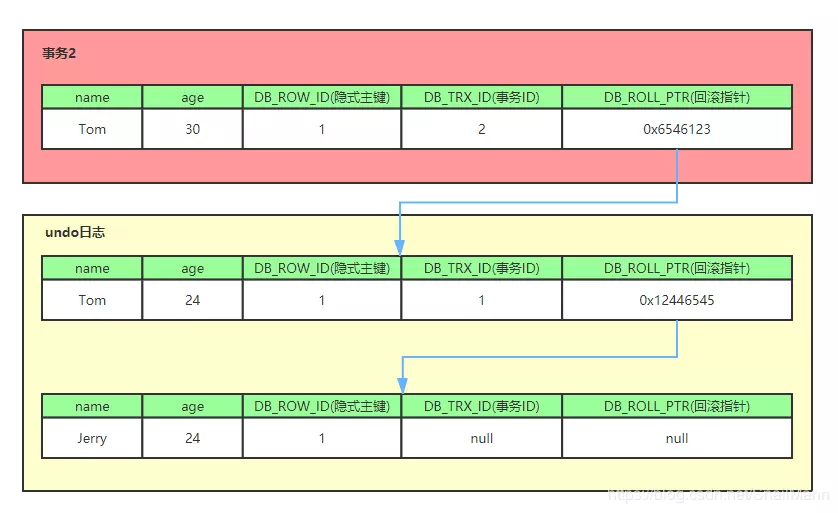 事务2
name age DB_ROW_ID(隐式主键) DB_TRX_ID(事务ID) DB_ROLL_PTR(回滚指针)
Tom 30 1 2 0x6546123
undo日志
name age DB_ROW_ID(隐式主键) DB_TRX_ID(事务ID) DB_ROLL_PTR(回滚指针)
Tom 24 1 1 0x12446545
name age DB_ROW_ID(隐式主键) DB_TRX_ID(事务ID) DB_ROLL_PTR(回滚指针)
Jerry 24 1 null null
https://blog.csdn.net/SnailMann